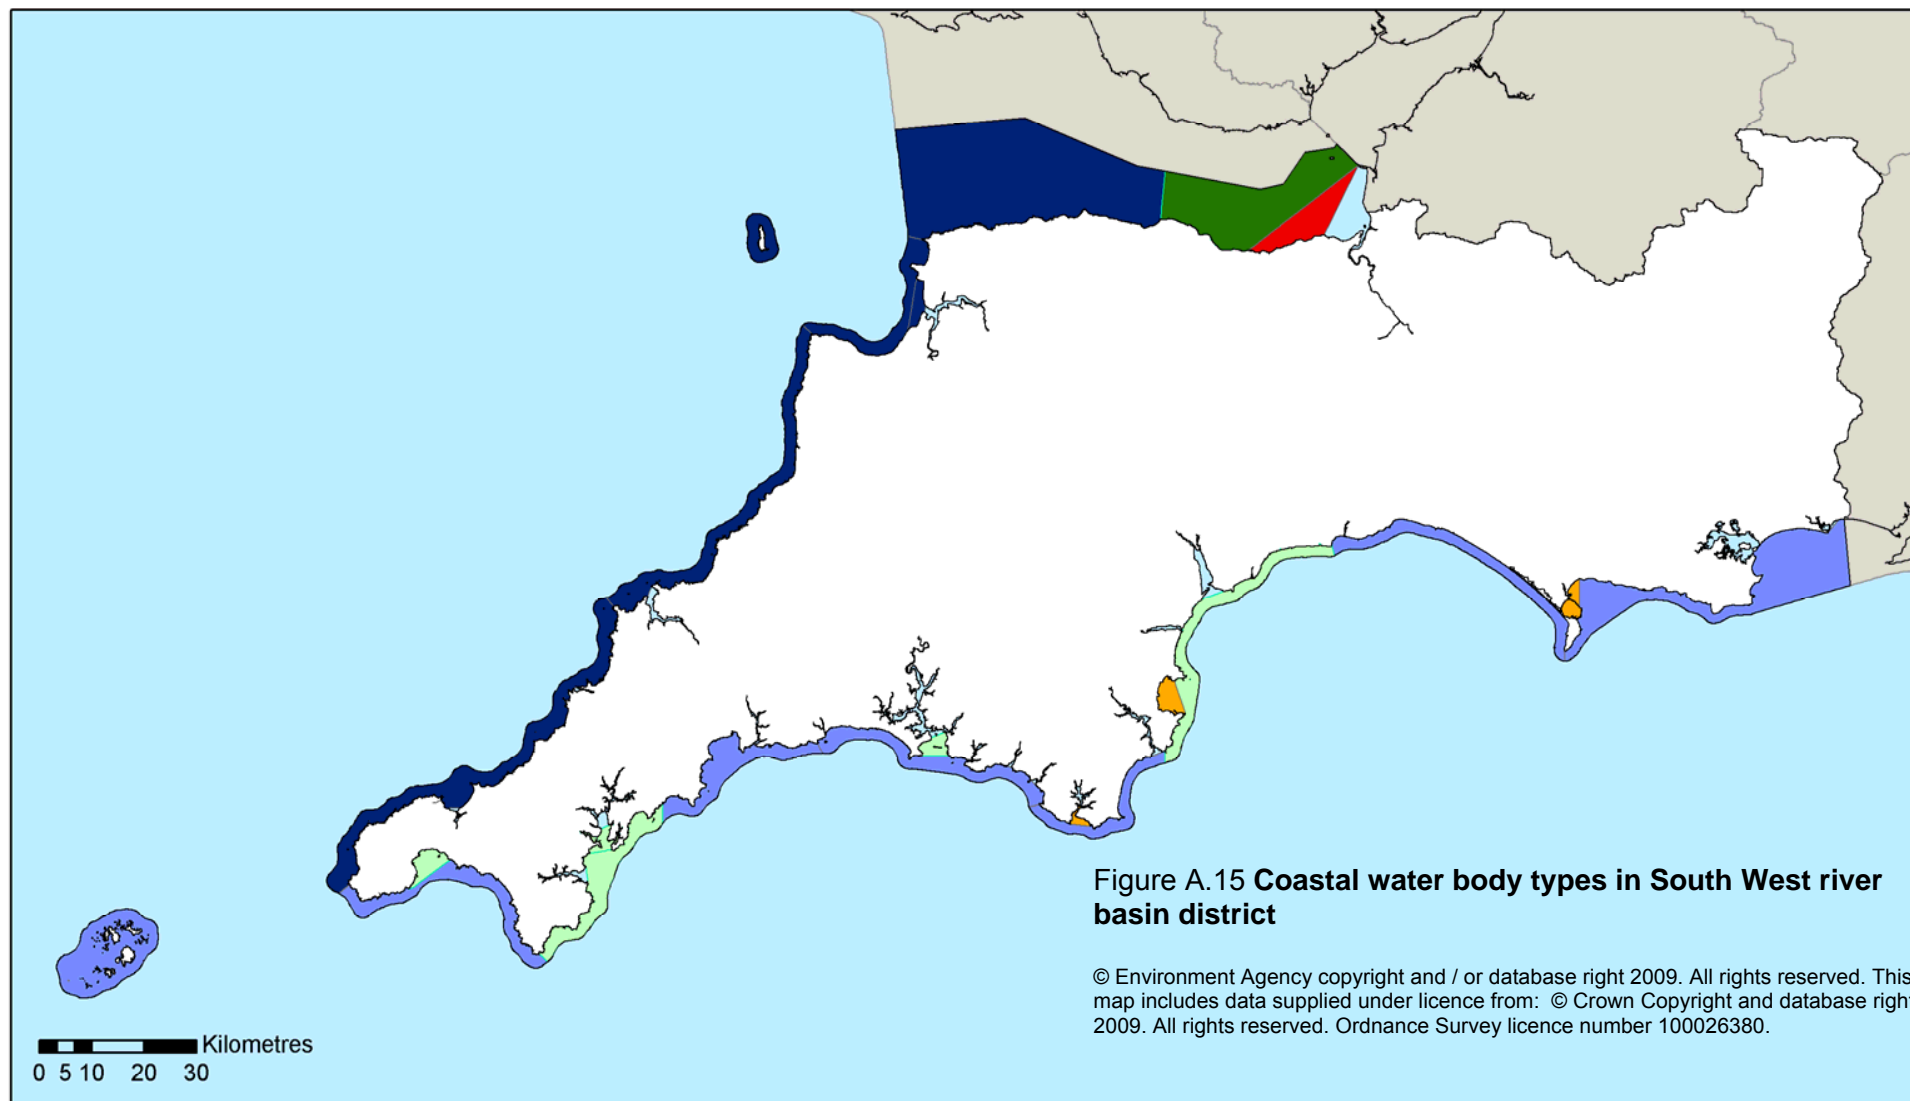 Figure A.15 Coastal water body types in South West river
basin district
© Environment Agency copyright and / or database right 2009. All rights reserved. This
map includes data supplied under licence from: © Crown Copyright and database right
2009. All rights reserved. Ordnance Survey licence number 100026380.
Kilometres
0 5 10 20 30